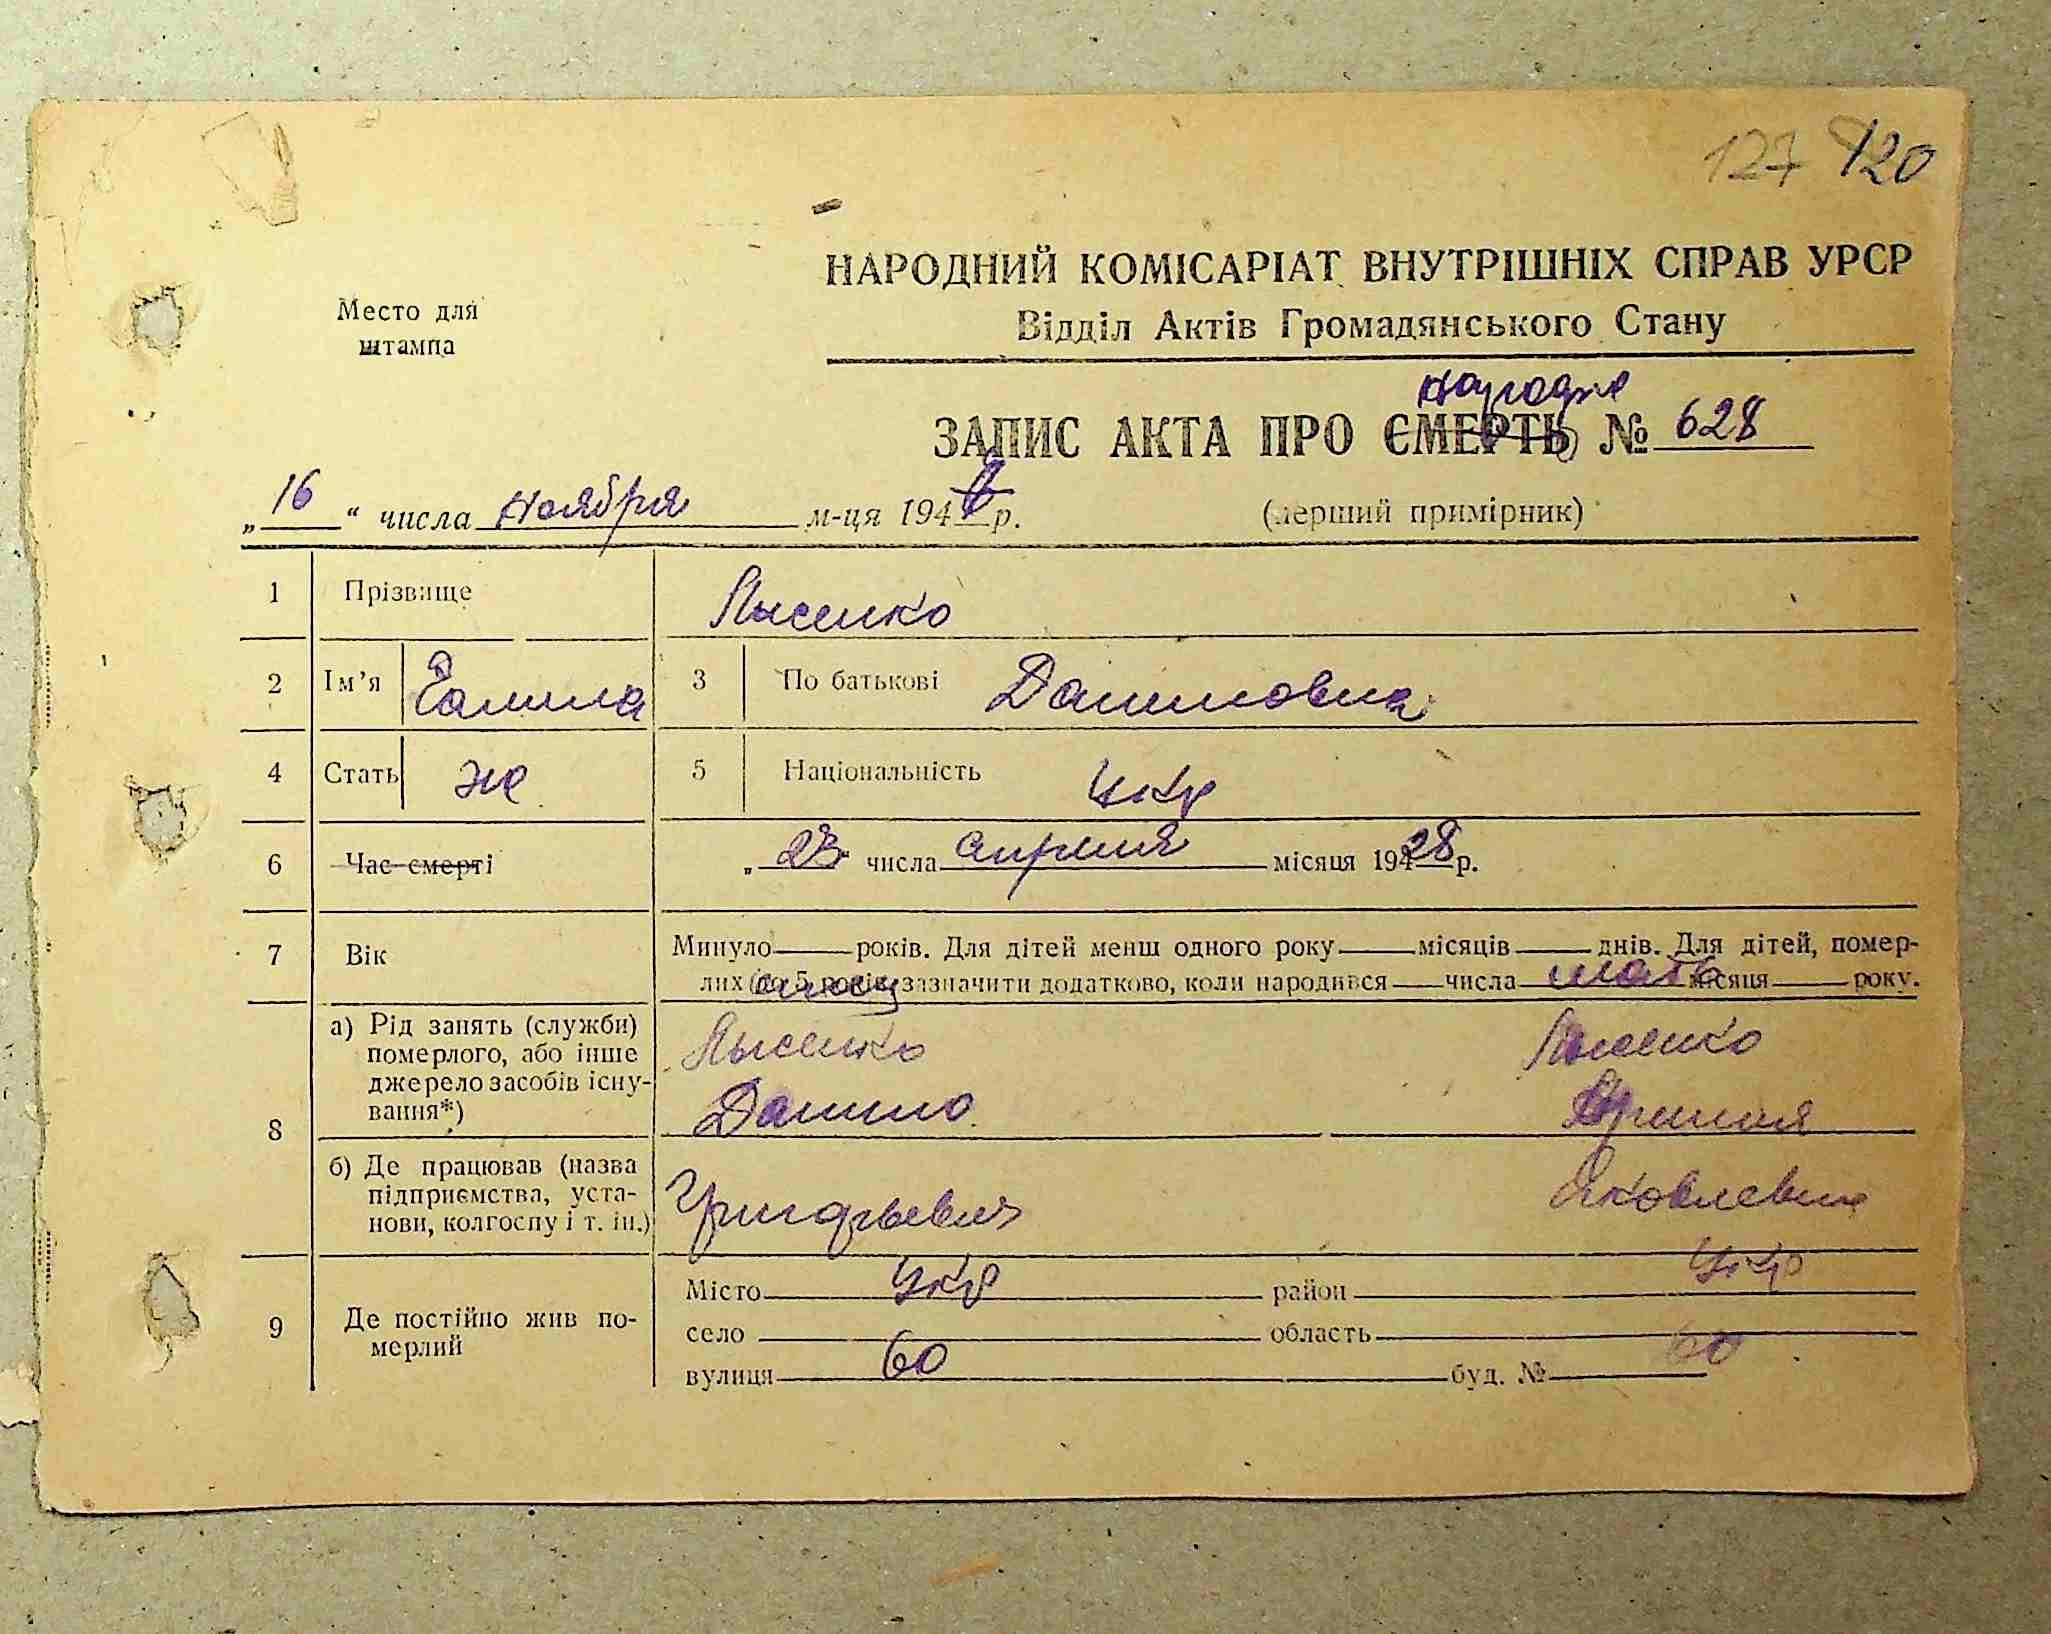 127 120
НАРОДНИЙ КОМІСАРІАТ ВНУТРІШНІХ СПРАВ УРСР
Место для штампа
Відділ Актів Громадянського Стану
ЗАПИС АКТА ПРО СМЕРТЬ № 628
„16“ числа ноября м-ця 194 р. (перший примірник)
1 Прізвище Лысенко
2 Ім’я Галина 3 По батькові Даниловна
4 Стать же 5 Національність укр
6 Час смерті „23 числа апреля місяця 1928 р.
7 Вік Минуло років. Для дітей менш одного року місяців днів. Для дітей, помер-
лих (до 5 років, зазначити додатково, коли народився числа місяця року.
отец мать
8 а) Рід занять (служби) померлого, або інше джерело засобів існування*)
Лысенко Лысенко
Данило
б) Де працював (назва підприємства, установи, колгоспу і т. ін.)
Григорьевич Яковлевна
9 Де постійно жив померлий
Місто укр район укр
село область
вулиця 60 буд. № 60